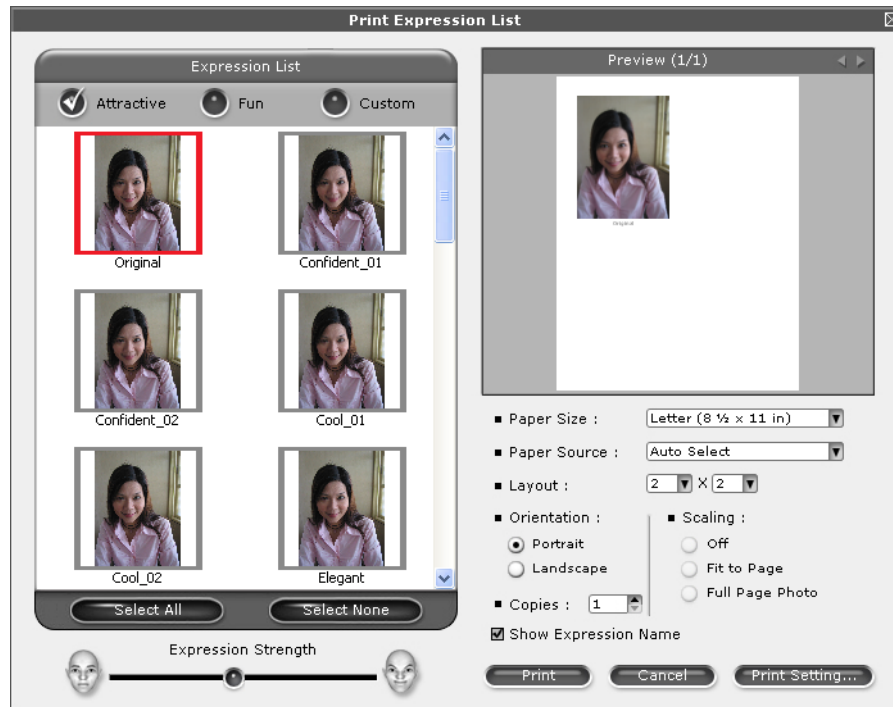 Print Expression List
Expression List
Attractive
Fun
Custom
Original
Confident_01
Confident_02
Cool_01
Cool_02
Elegant
Select All
Select None
Expression Strength
Preview (1/1)
Original
Paper Size :
Letter (8 ½ x 11 in)
Paper Source :
Auto Select
Layout :
2 X 2
Orientation :
Portrait
Landscape
Scaling :
Off
Fit to Page
Full Page Photo
Copies : 1
Show Expression Name
Print
Cancel
Print Setting...